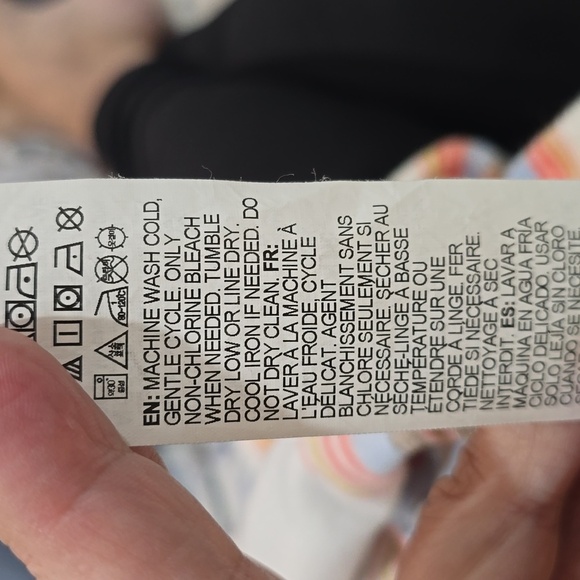 EN: MACHINE WASH COLD,
GENTLE CYCLE. ONLY
NON-CHLORINE BLEACH
WHEN NEEDED. TUMBLE
DRY LOW OR LINE DRY.
COOL IRON IF NEEDED. DO
NOT DRY CLEAN. FR:
LAVER À LA MACHINE À
L'EAU FROIDE, CYCLE
DÉLICAT. AGENT
BLANCHISSEMENT SANS
CHLORE SEULEMENT SI
NÉCESSAIRE. SÉCHER AU
SÈCHE-LINGE À BASSE
TEMPÉRATURE OU
ÉTENDRE SUR UNE
CORDE À LINGE. FER
TIÈDE SI NÉCESSAIRE.
NETTOYAGE À SEC
INTERDIT. ES: LAVAR A
MÁQUINA EN AGUA FRÍA
CICLO DELICADO. USAR
SOLO LEJÍA SIN CLORO
CUANDO SE NECESITE.